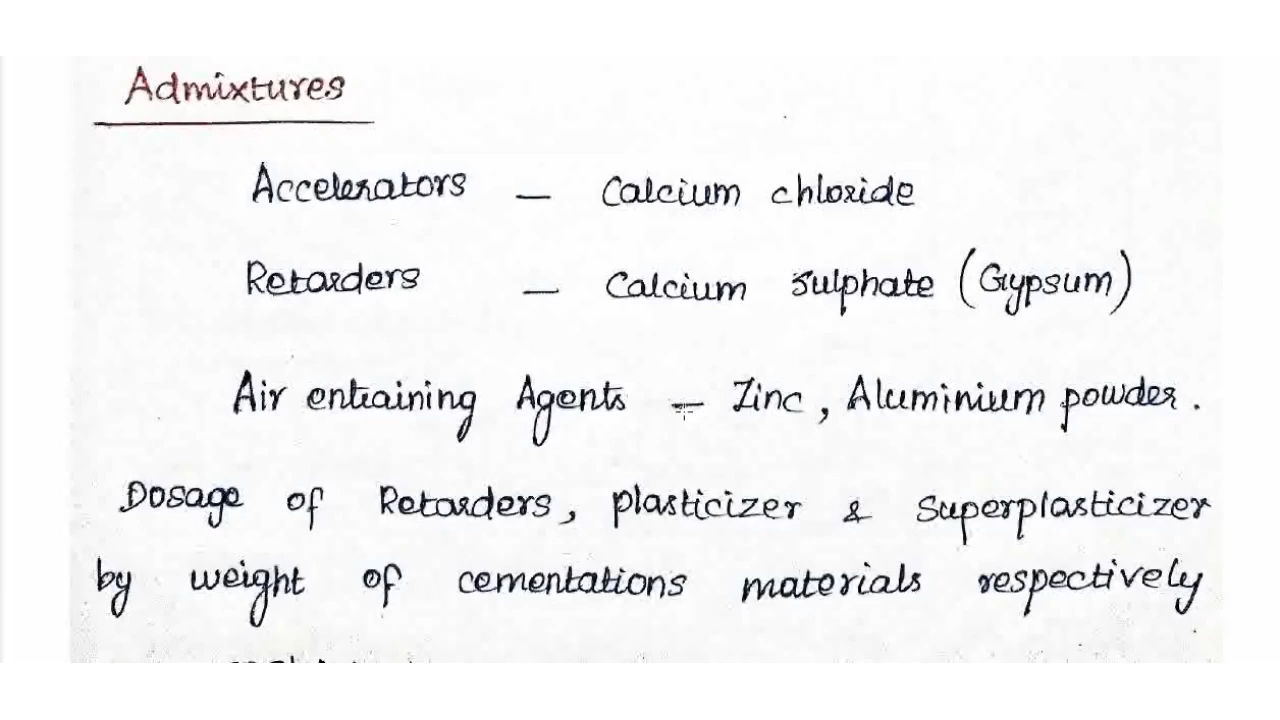 Admixtures
Accelerators - Calcium chloride
Retarders - Calcium Sulphate (Gypsum)
Air entraining Agents - Zinc, Aluminium powder.
Dosage of Retarders, plasticizer & Superplasticizer
by weight of cementations materials respectively